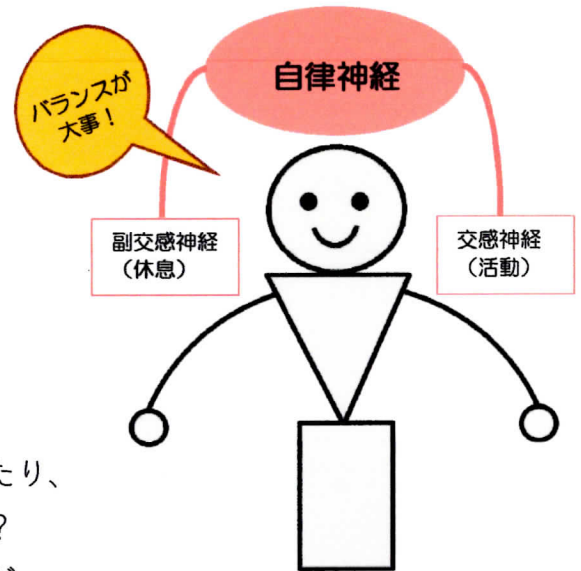 自律神経
バランスが
大事！
副交感神経
（休息）
交感神経
（活動）
たり、
？